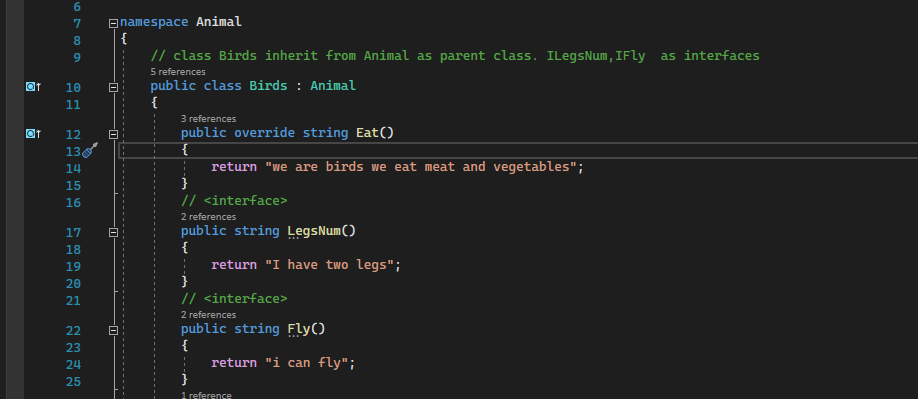 6
7 namespace Animal
8 {
9 // class Birds inherit from Animal as parent class. ILegsNum,IFly  as interfaces
5 references
10 public class Birds : Animal
11 {
3 references
12 public override string Eat()
13 {
14 return "we are birds we eat meat and vegetables";
15 }
16 // <interface>
2 references
17 public string LegsNum()
18 {
19 return "I have two legs";
20 }
21 // <interface>
2 references
22 public string Fly()
23 {
24 return "i can fly";
25 }
1 reference